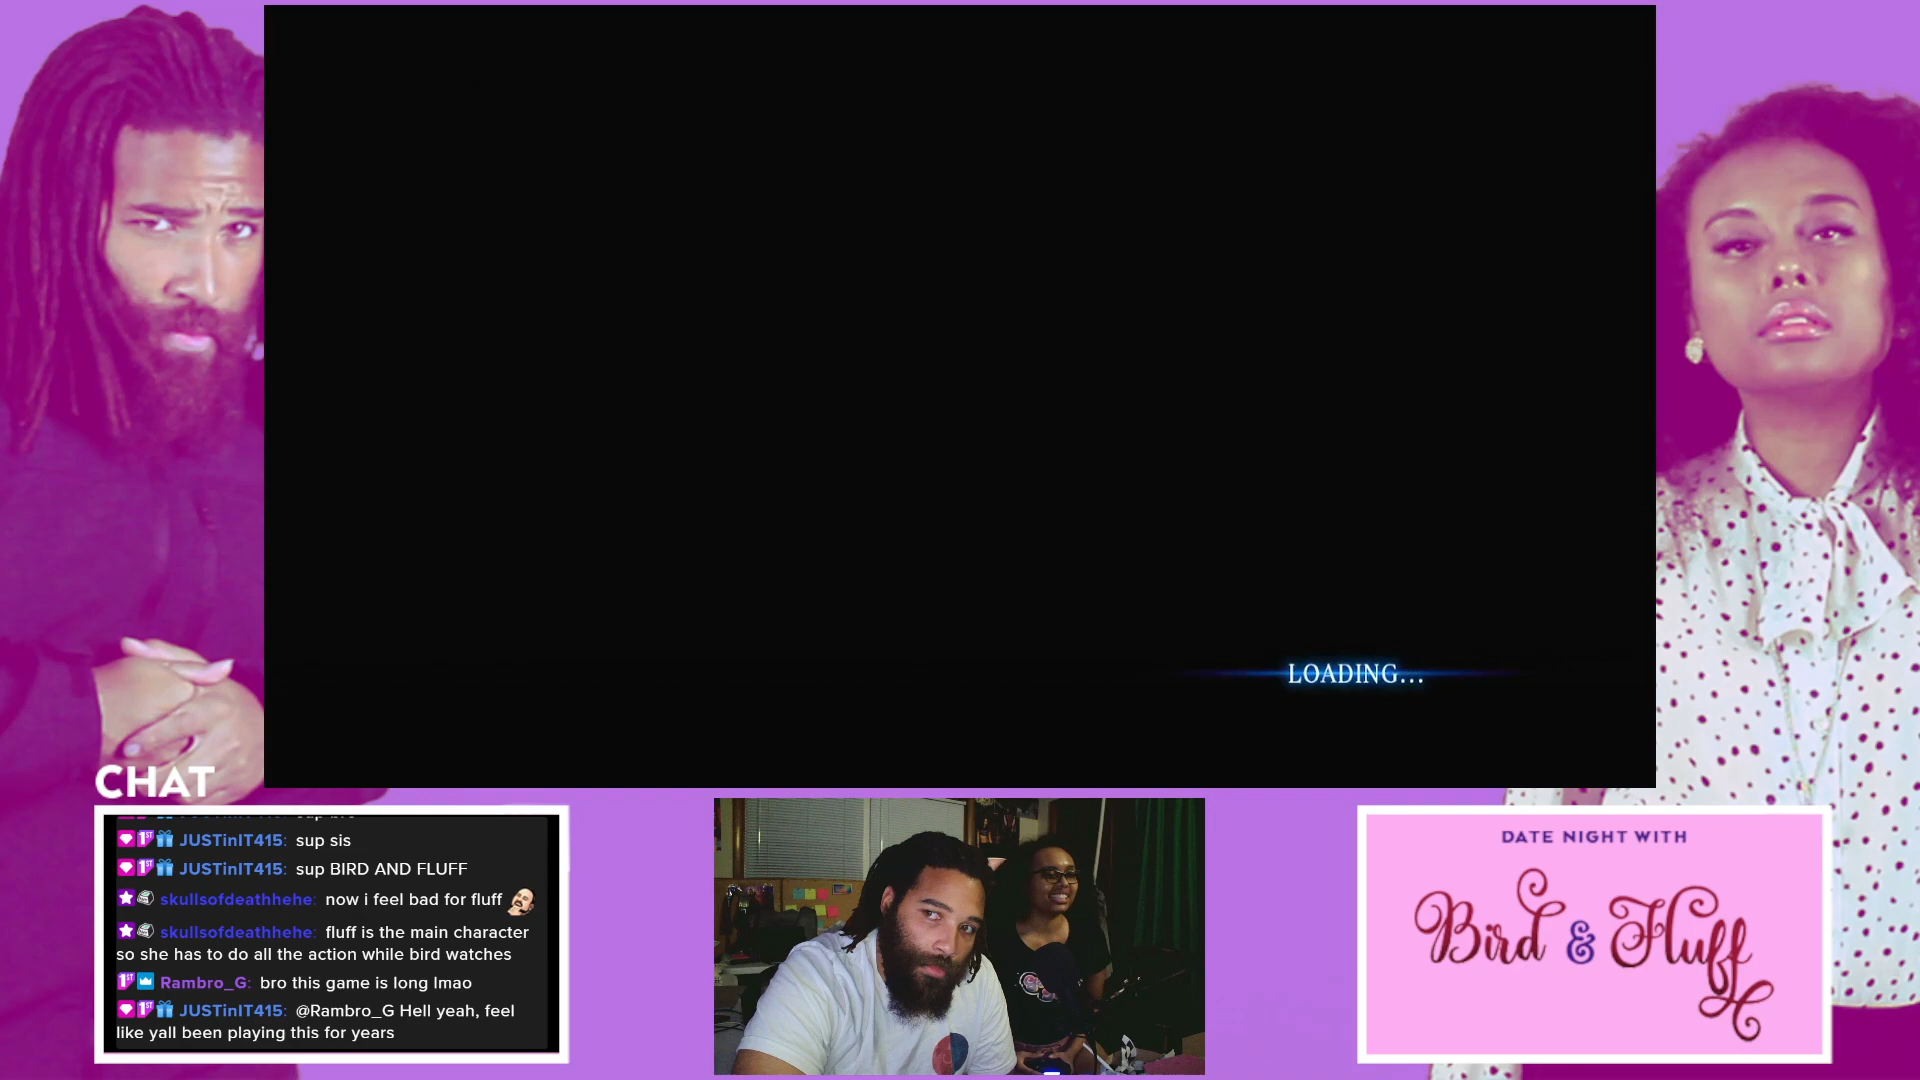 LOADING...
CHAT
JUSTinIT415: sup sis
JUSTinIT415: sup BIRD AND FLUFF
skullsofdeathhehe: now i feel bad for fluff
skullsofdeathhehe: fluff is the main character
so she has to do all the action while bird watches
Rambro_G: bro this game is long lmao
JUSTinIT415: @Rambro_G Hell yeah, feel
like yall been playing this for years
DATE NIGHT WITH
Bird & Fluff